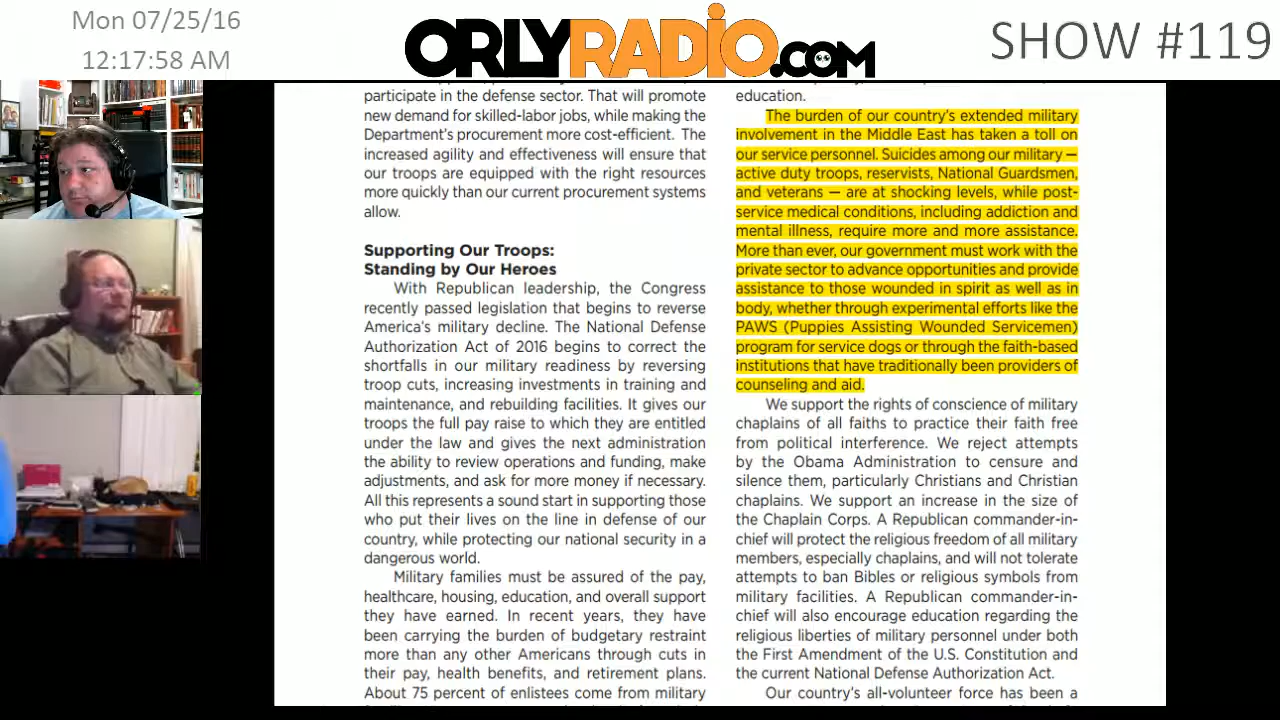 Mon 07/25/16
12:17:58 AM
ORLYRADIO.COM
SHOW #119
participate in the defense sector. That will promote
new demand for skilled-labor jobs, while making the
Department's procurement more cost-efficient. The
increased agility and effectiveness will ensure that
our troops are equipped with the right resources
more quickly than our current procurement systems
allow.
Supporting Our Troops:
Standing by Our Heroes
With Republican leadership, the Congress
recently passed legislation that begins to reverse
America's military decline. The National Defense
Authorization Act of 2016 begins to correct the
shortfalls in our military readiness by reversing
troop cuts, increasing investments in training and
maintenance, and rebuilding facilities. It gives our
troops the full pay raise to which they are entitled
under the law and gives the next administration
the ability to review operations and funding, make
adjustments, and ask for more money if necessary.
All this represents a sound start in supporting those
who put their lives on the line in defense of our
country, while protecting our national security in a
dangerous world.
Military families must be assured of the pay,
healthcare, housing, education, and overall support
they have earned. In recent years, they have
been carrying the burden of budgetary restraint
more than any other Americans through cuts in
their pay, health benefits, and retirement plans.
About 75 percent of enlistees come from military
education.
The burden of our country's extended military
involvement in the Middle East has taken a toll on
our service personnel. Suicides among our military —
active duty troops, reservists, National Guardsmen,
and veterans — are at shocking levels, while post-
service medical conditions, including addiction and
mental illness, require more and more assistance.
More than ever, our government must work with the
private sector to advance opportunities and provide
assistance to those wounded in spirit as well as in
body, whether through experimental efforts like the
PAWS (Puppies Assisting Wounded Servicemen)
program for service dogs or through the faith-based
institutions that have traditionally been providers of
counseling and aid.
We support the rights of conscience of military
chaplains of all faiths to practice their faith free
from political interference. We reject attempts
by the Obama Administration to censure and
silence them, particularly Christians and Christian
chaplains. We support an increase in the size of
the Chaplain Corps. A Republican commander-in-
chief will protect the religious freedom of all military
members, especially chaplains, and will not tolerate
attempts to ban Bibles or religious symbols from
military facilities. A Republican commander-in-
chief will also encourage education regarding the
religious liberties of military personnel under both
the First Amendment of the U.S. Constitution and
the current National Defense Authorization Act.
Our country's all-volunteer force has been a